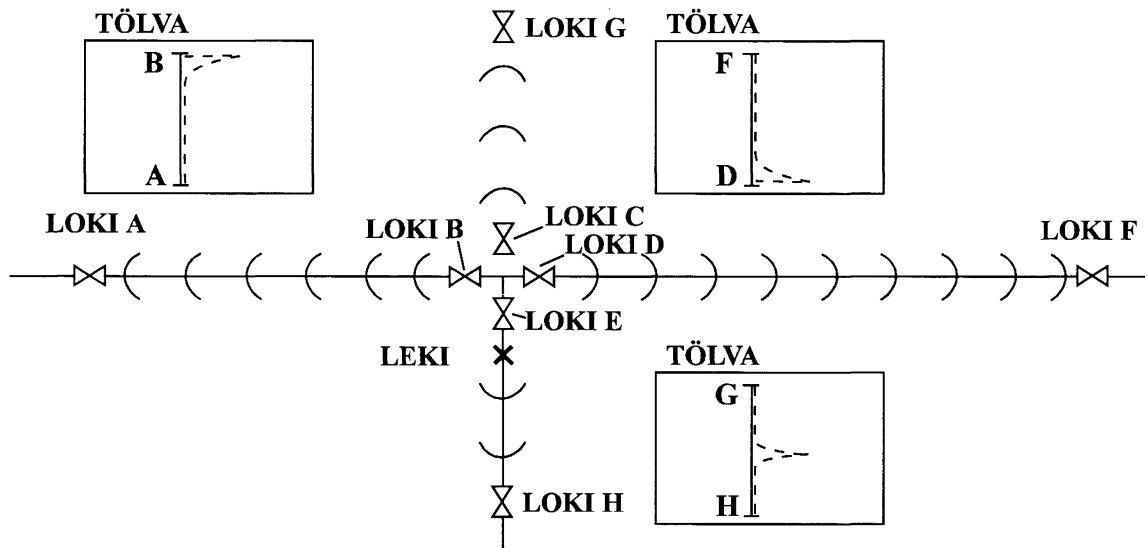 TÖLVA
B
A
LOKI G
TÖLVA
F
D
LOKI A
LOKI B
LOKI C
LOKI D
LOKI F
LOKI E
LEKI
TÖLVA
G
H
LOKI H